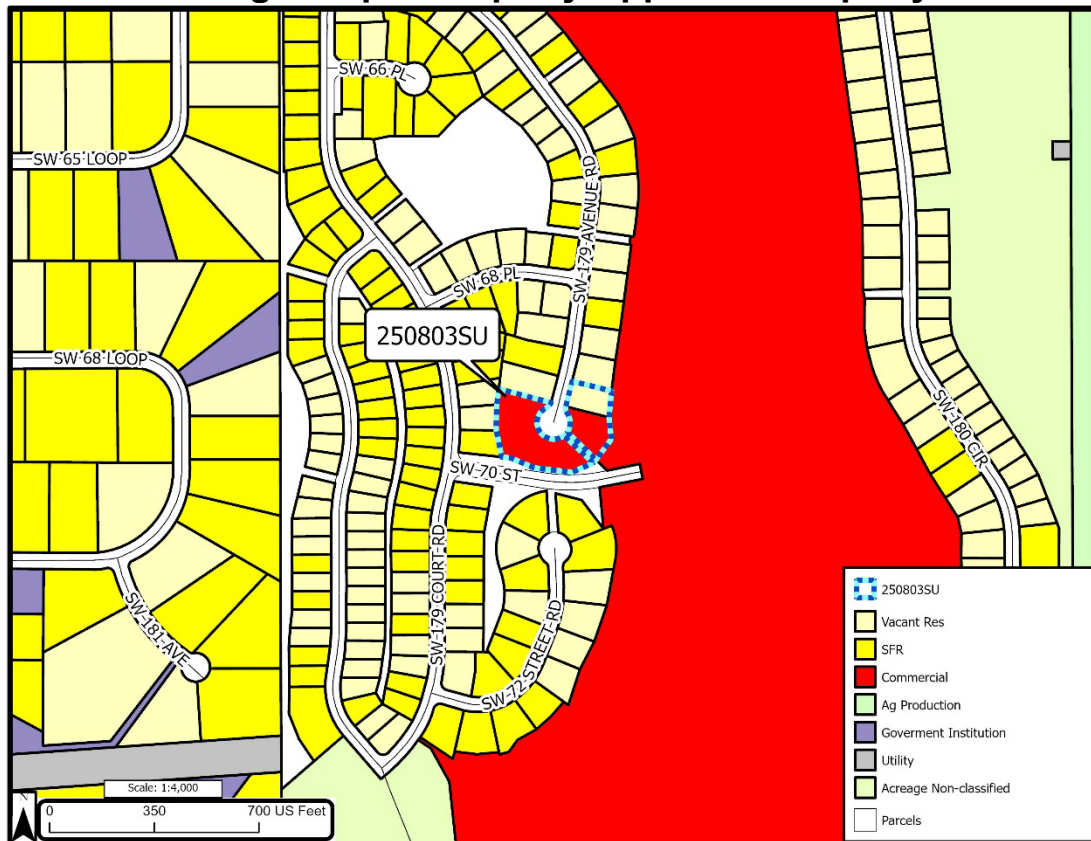 SW 66 PL
SW 65 LOOP
SW 179 AVENUE RD
SW 68 PL
250803SU
SW 68 LOOP
SW 180 CIR
SW 70 ST
SW 179 COURT RD
SW 72 STREET RD
SW 181 AVE
Scale: 1:4,000
0 350 700 US Feet
250803SU
Vacant Res
SFR
Commercial
Ag Production
Goverment Institution
Utility
Acreage Non-classified
Parcels